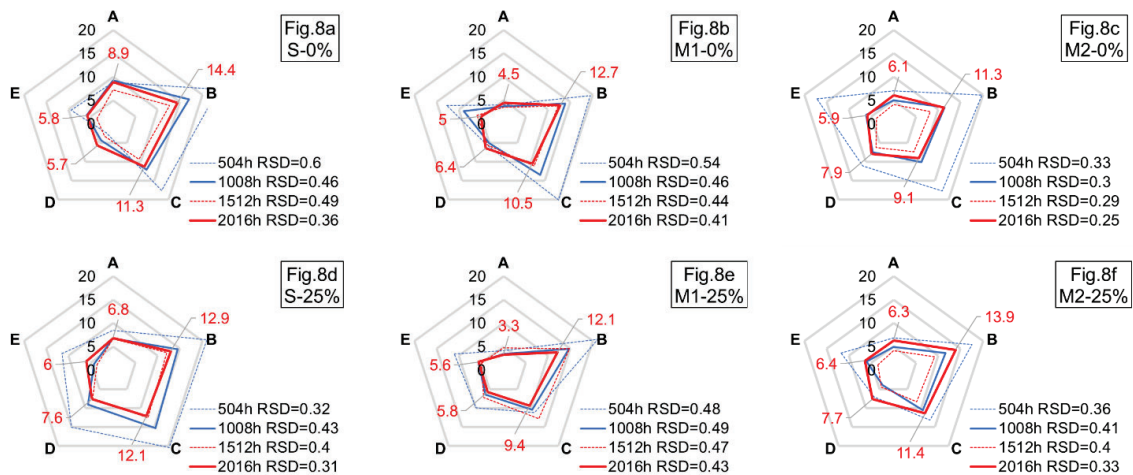 A
20
15
10
5
0
8.9
14.4
B
E
5.8
5.7
D
11.3
C
Fig.8a
S-0%
504h RSD=0.6
1008h RSD=0.46
1512h RSD=0.49
2016h RSD=0.36
A
20
15
10
5
0
4.5
12.7
B
E
5
6.4
D
10.5
C
Fig.8b
M1-0%
504h RSD=0.54
1008h RSD=0.46
1512h RSD=0.44
2016h RSD=0.41
A
20
15
10
5
0
6.1
11.3
B
E
5.9
7.9
D
9.1
C
Fig.8c
M2-0%
504h RSD=0.33
1008h RSD=0.3
1512h RSD=0.29
2016h RSD=0.25
A
20
15
10
5
0
6.8
12.9
B
E
6
7.6
D
12.1
C
Fig.8d
S-25%
504h RSD=0.32
1008h RSD=0.43
1512h RSD=0.4
2016h RSD=0.31
A
20
15
10
5
0
3.3
12.1
B
E
5.6
5.8
D
9.4
C
Fig.8e
M1-25%
504h RSD=0.48
1008h RSD=0.49
1512h RSD=0.47
2016h RSD=0.43
A
20
15
10
5
0
6.3
13.9
B
E
6.4
7.7
D
11.4
C
Fig.8f
M2-25%
504h RSD=0.36
1008h RSD=0.41
1512h RSD=0.4
2016h RSD=0.33